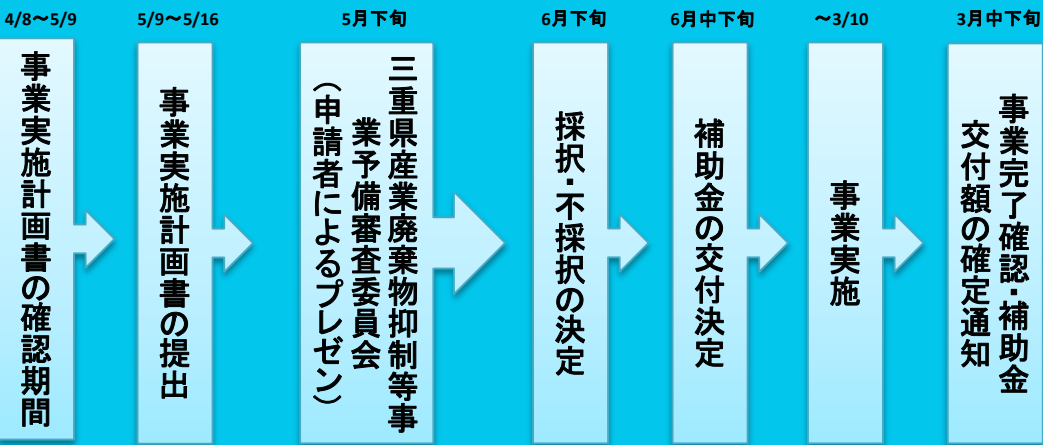 4/8～5/9
事業実施計画書の確認期間
5/9～5/16
事業実施計画書の提出
5月下旬
三重県産業廃棄物抑制等事
業予備審査委員会
（申請者によるプレゼン）
6月下旬
採択・不採択の決定
6月中下旬
補助金の交付決定
～3/10
事業実施
3月中下旬
事業完了確認・補助金
交付額の確定通知